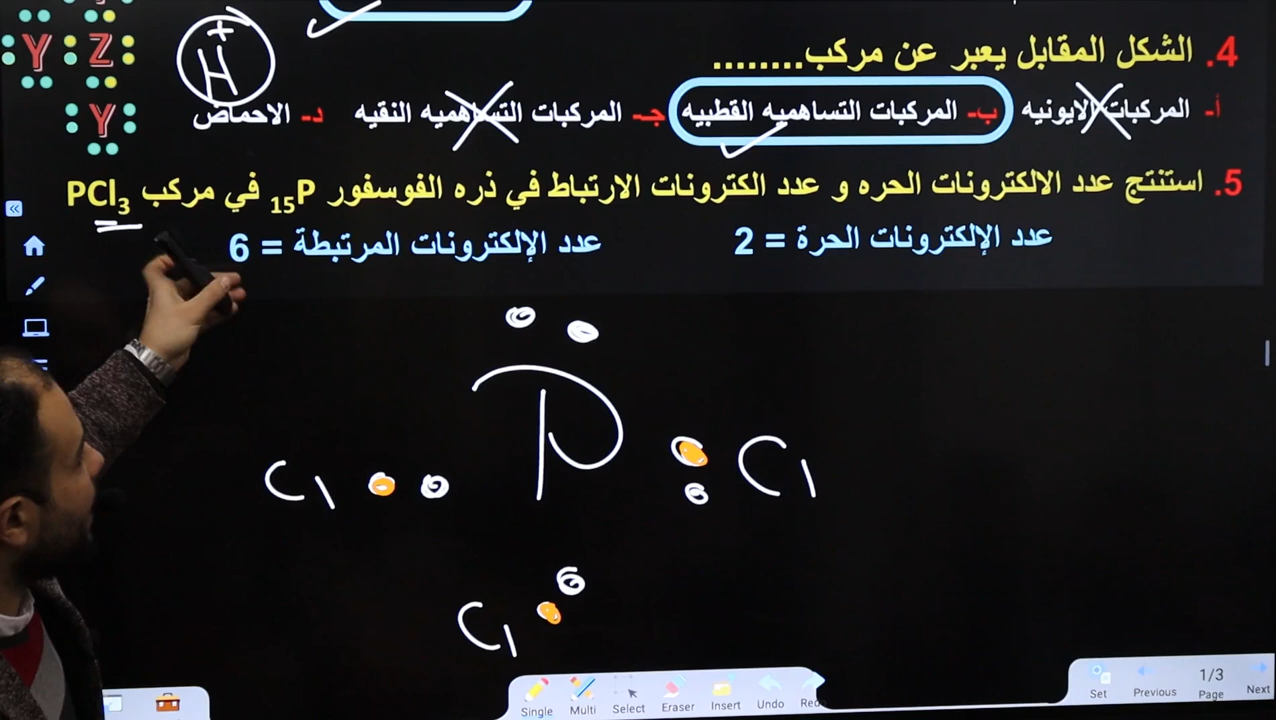 Y Z
Y
H+
4. الشكل المقابل يعبر عن مركب........
أ- المركبات الايونيه ب- المركبات التساهميه القطبيه جـ- المركبات التساهميه النقيه د- الاحماض
5. استنتج عدد الالكترونات الحره و عدد الكترونات الارتباط في ذره الفوسفور 15P في مركب PCl3
عدد الإلكترونات الحرة = 2 عدد الإلكترونات المرتبطة = 6
P
Cl Cl
Cl
Single Multi Select Eraser Insert Undo
Set Previous 1/3 Page Next